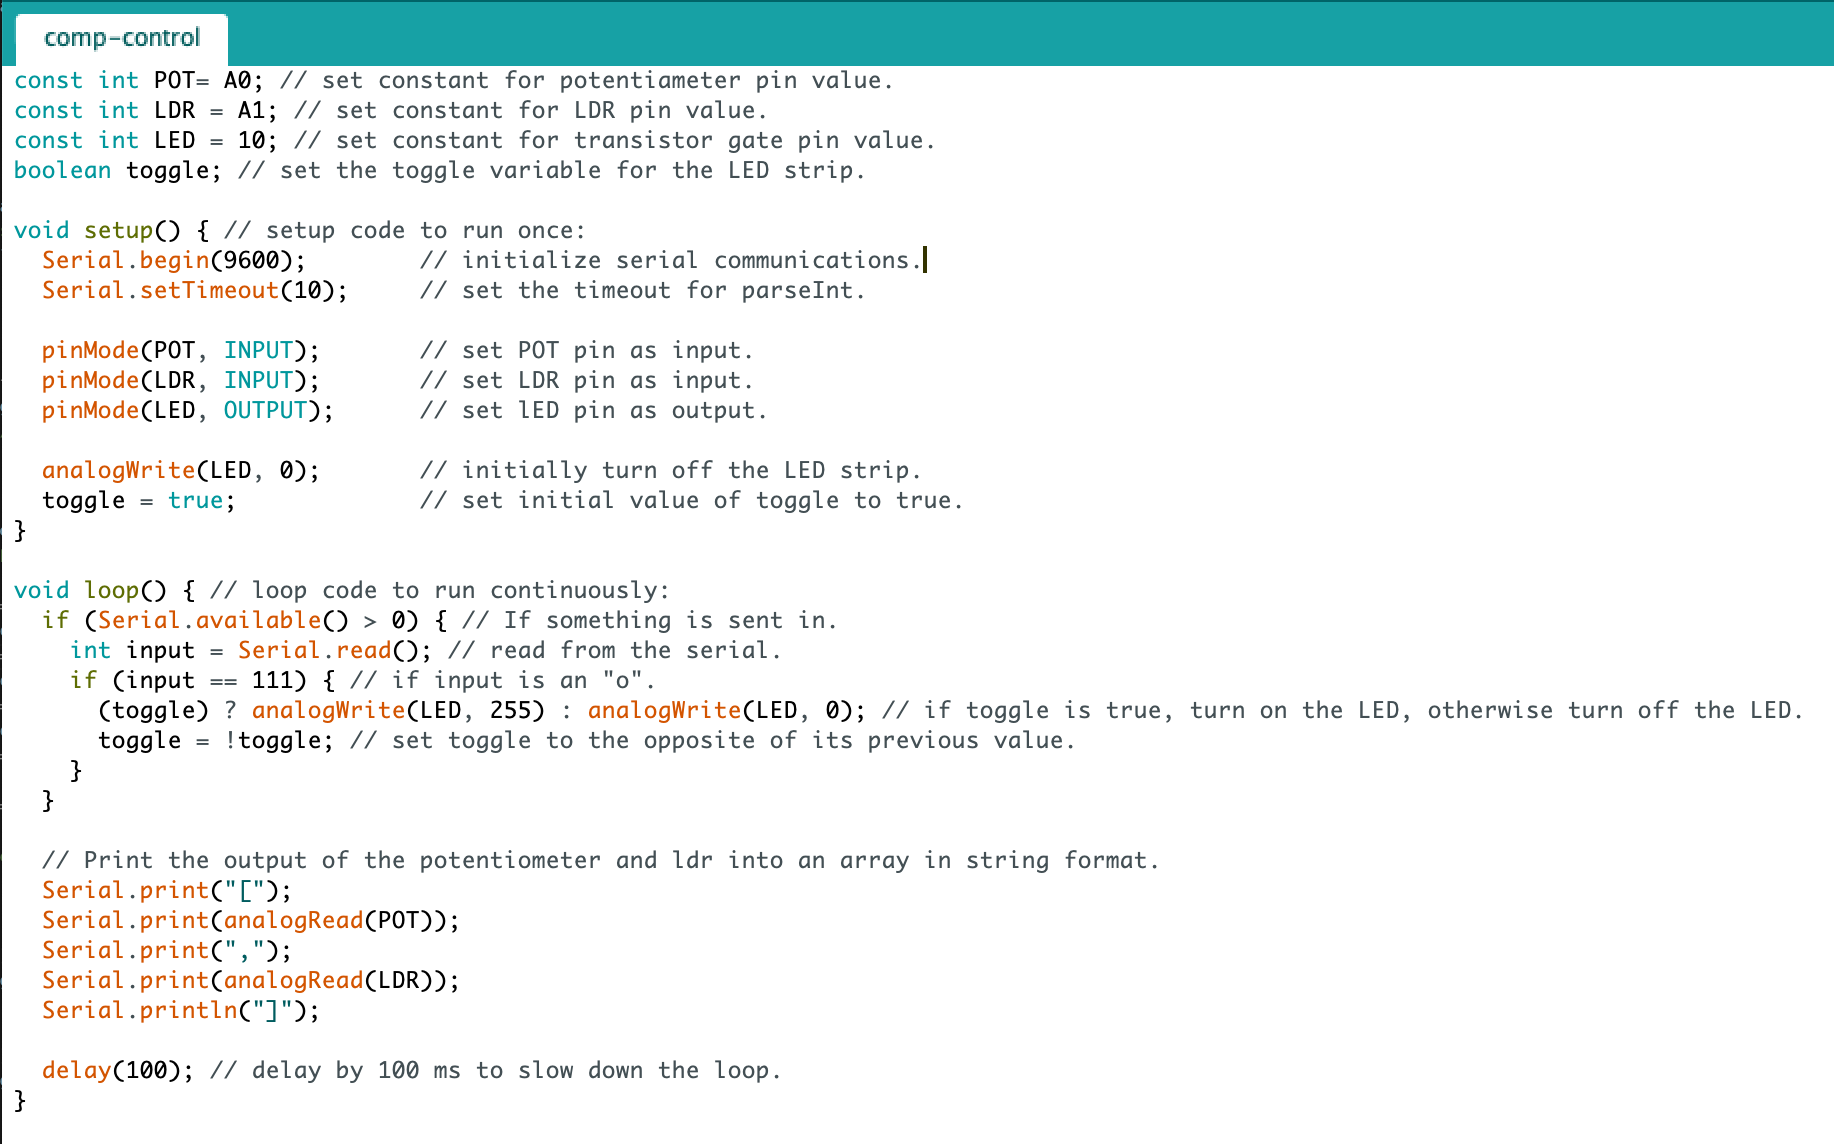 comp-control
const int POT= A0; // set constant for potentiameter pin value.
const int LDR = A1; // set constant for LDR pin value.
const int LED = 10; // set constant for transistor gate pin value.
boolean toggle; // set the toggle variable for the LED strip.

void setup() { // setup code to run once:
  Serial.begin(9600);        // initialize serial communications.
  Serial.setTimeout(10);     // set the timeout for parseInt.

  pinMode(POT, INPUT);       // set POT pin as input.
  pinMode(LDR, INPUT);       // set LDR pin as input.
  pinMode(LED, OUTPUT);      // set lED pin as output.

  analogWrite(LED, 0);       // initially turn off the LED strip.
  toggle = true;             // set initial value of toggle to true.
}

void loop() { // loop code to run continuously:
  if (Serial.available() > 0) { // If something is sent in.
    int input = Serial.read(); // read from the serial.
    if (input == 111) { // if input is an "o".
      (toggle) ? analogWrite(LED, 255) : analogWrite(LED, 0); // if toggle is true, turn on the LED, otherwise turn off the LED.
      toggle = !toggle; // set toggle to the opposite of its previous value.
    }
  }

  // Print the output of the potentiometer and ldr into an array in string format.
  Serial.print("[");
  Serial.print(analogRead(POT));
  Serial.print(",");
  Serial.print(analogRead(LDR));
  Serial.println("]");

  delay(100); // delay by 100 ms to slow down the loop.
}